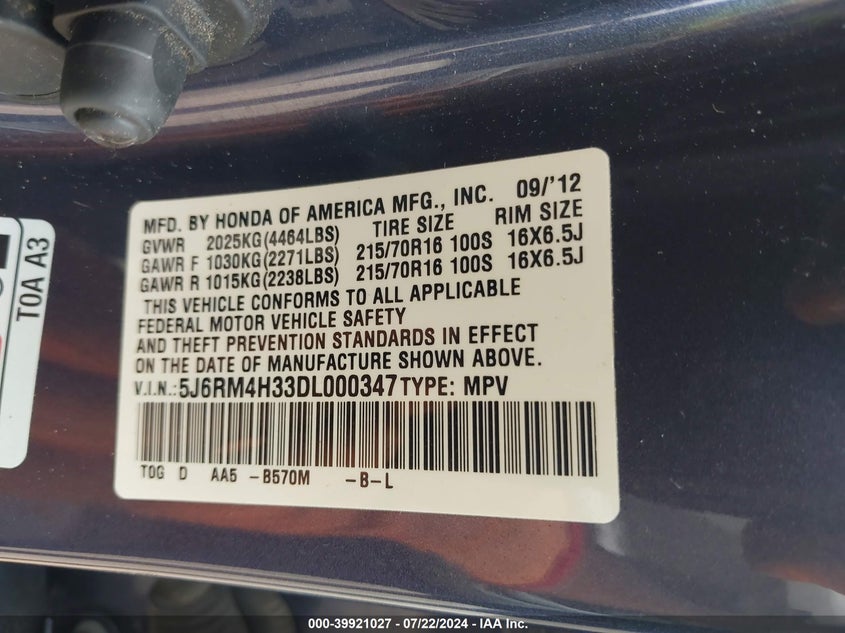 MFD. BY HONDA OF AMERICA MFG., INC. 09/'12
GVWR 2025KG(4464LBS) TIRE SIZE RIM SIZE
GAWR F 1030KG(2271LBS) 215/70R16 100S 16X6.5J
GAWR R 1015KG(2238LBS) 215/70R16 100S 16X6.5J
THIS VEHICLE CONFORMS TO ALL APPLICABLE
FEDERAL MOTOR VEHICLE SAFETY
AND THEFT PREVENTION STANDARDS IN EFFECT
ON THE DATE OF MANUFACTURE SHOWN ABOVE.
V.I.N.:5J6RM4H33DL000347 TYPE: MPV
TOG D AA5 -B570M -B-L
T0A A3
000-39921027 - 07/22/2024 - IAA Inc.